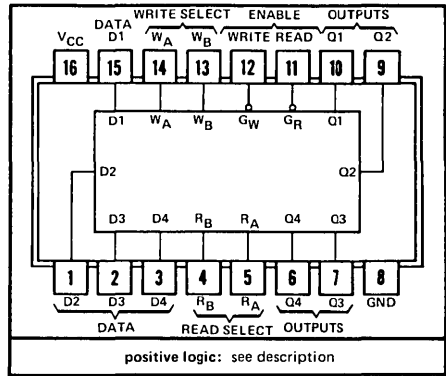 DATA WRITE SELECT ENABLE OUTPUTS
VCC D1 WA WB WRITE READ Q1 Q2
16 15 14 13 12 11 10 9
D1 WA WB GW GR Q1
D2 Q2
D3 D4 RB RA Q4 Q3
1 2 3 4 5 6 7 8
D2 D3 D4 RB RA Q4 Q3 GND
DATA READ SELECT OUTPUTS
positive logic: see description